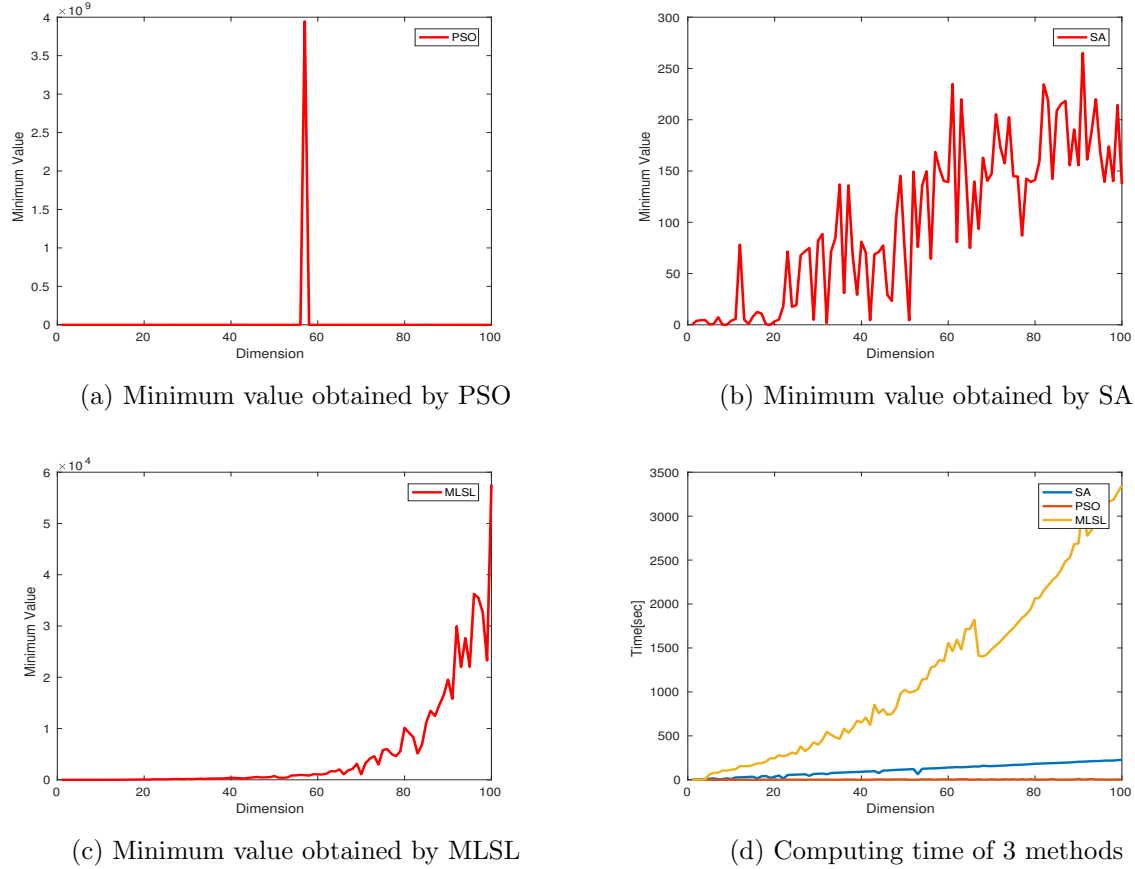 ×10^9
4
3.5
3
2.5
2
1.5
1
0.5
0
0 20 40 60 80 100
Minimum Value
Dimension
PSO
(a) Minimum value obtained by PSO
300
250
200
150
100
50
0
0 20 40 60 80 100
Minimum Value
Dimension
SA
(b) Minimum value obtained by SA
×10^4
6
5
4
3
2
1
0
0 20 40 60 80 100
Minimum Value
Dimension
MLSL
(c) Minimum value obtained by MLSL
3500
3000
2500
2000
1500
1000
500
0
0 20 40 60 80 100
Time[sec]
Dimension
SA
PSO
MLSL
(d) Computing time of 3 methods